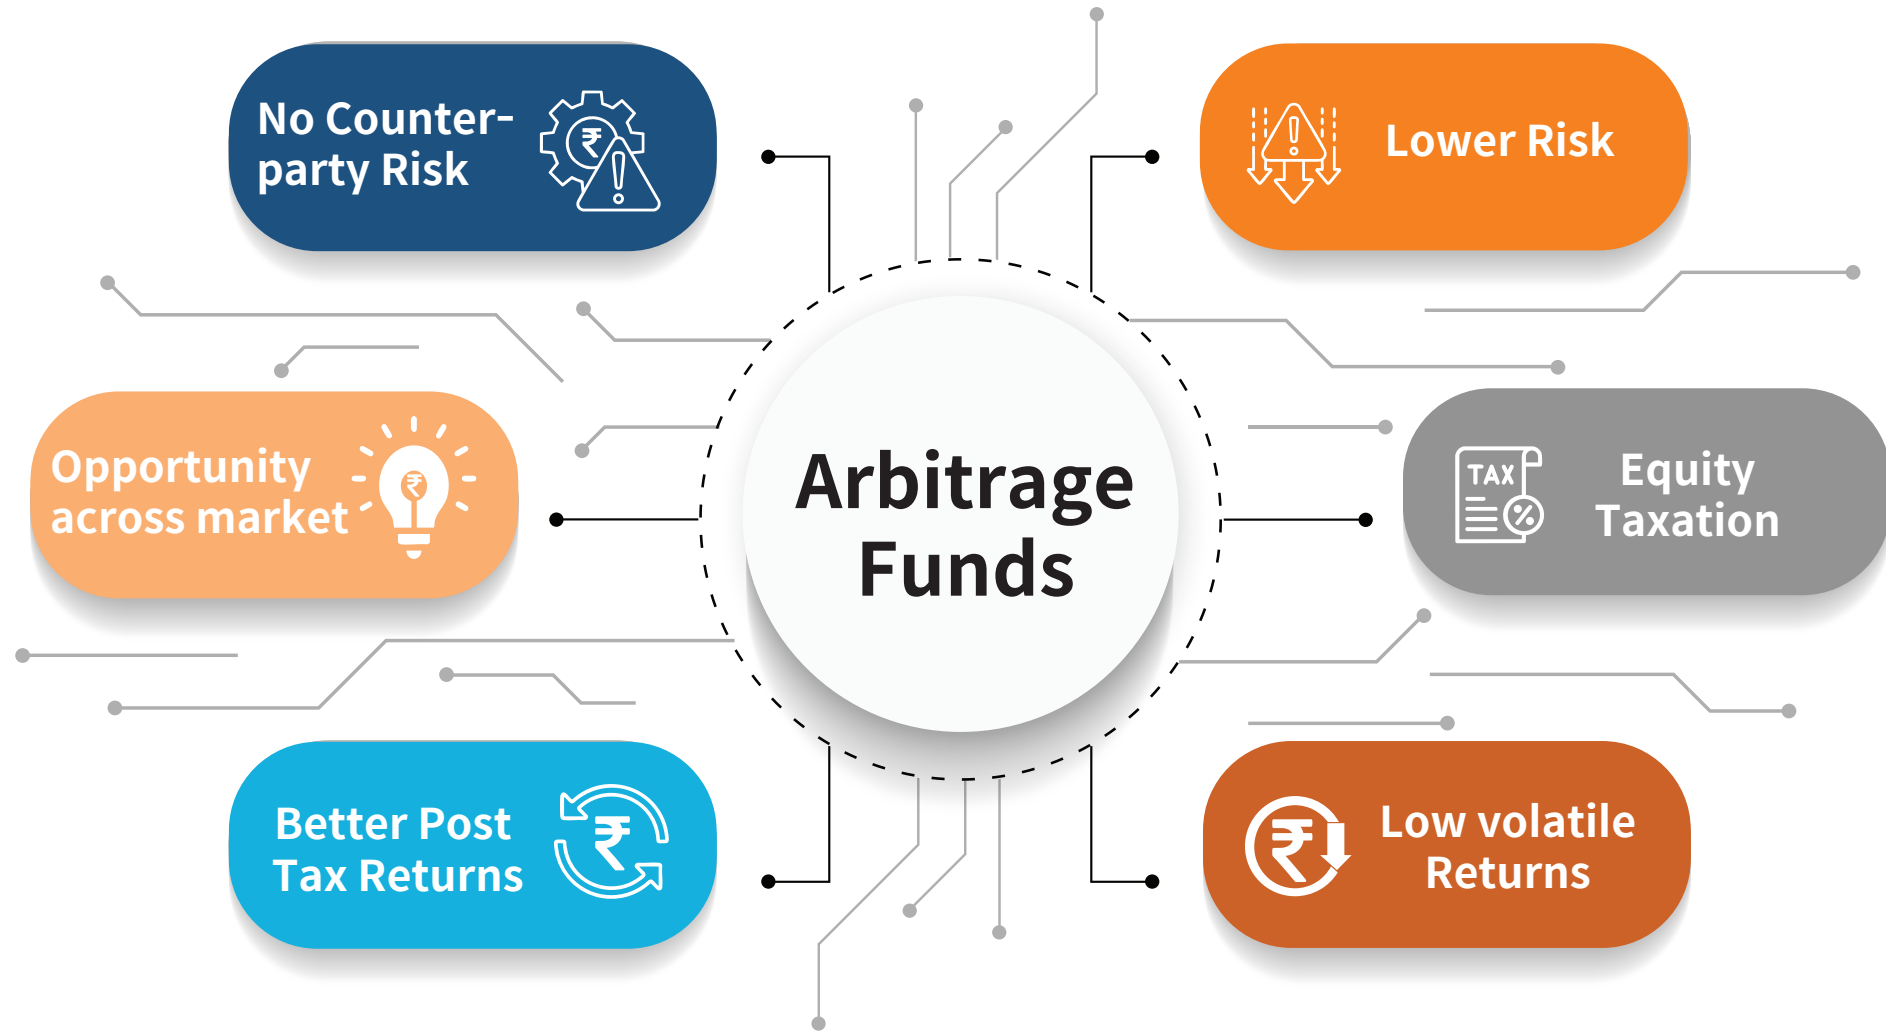 No Counter-
party Risk
Lower Risk
Opportunity
across market
Arbitrage
Funds
TAX
Equity
Taxation
Better Post
Tax Returns
Low volatile
Returns